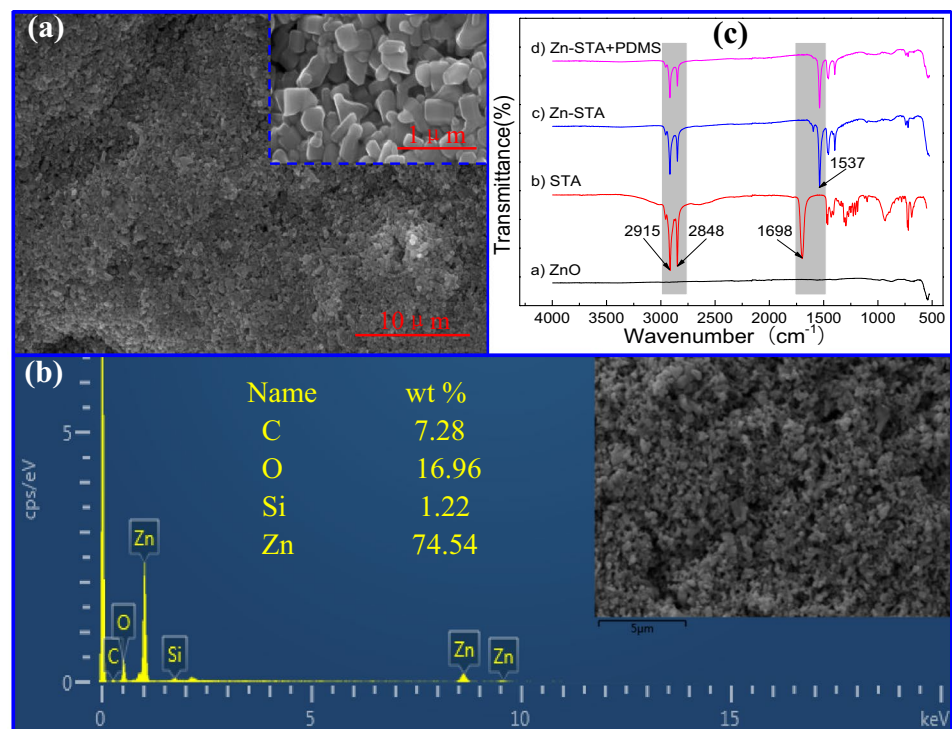 (a)
1 μm
10 μm
(c)
Transmittance(%)
d) Zn-STA+PDMS
c) Zn-STA
1537
b) STA
2915
2848
1698
a) ZnO
4000 3500 3000 2500 2000 1500 1000 500
Wavenumber (cm-1)
(b)
cps/eV
5
0
Name wt %
C 7.28
O 16.96
Si 1.22
Zn 74.54
Zn
O
C
Si
Zn
Zn
5μm
0 5 10 15 keV